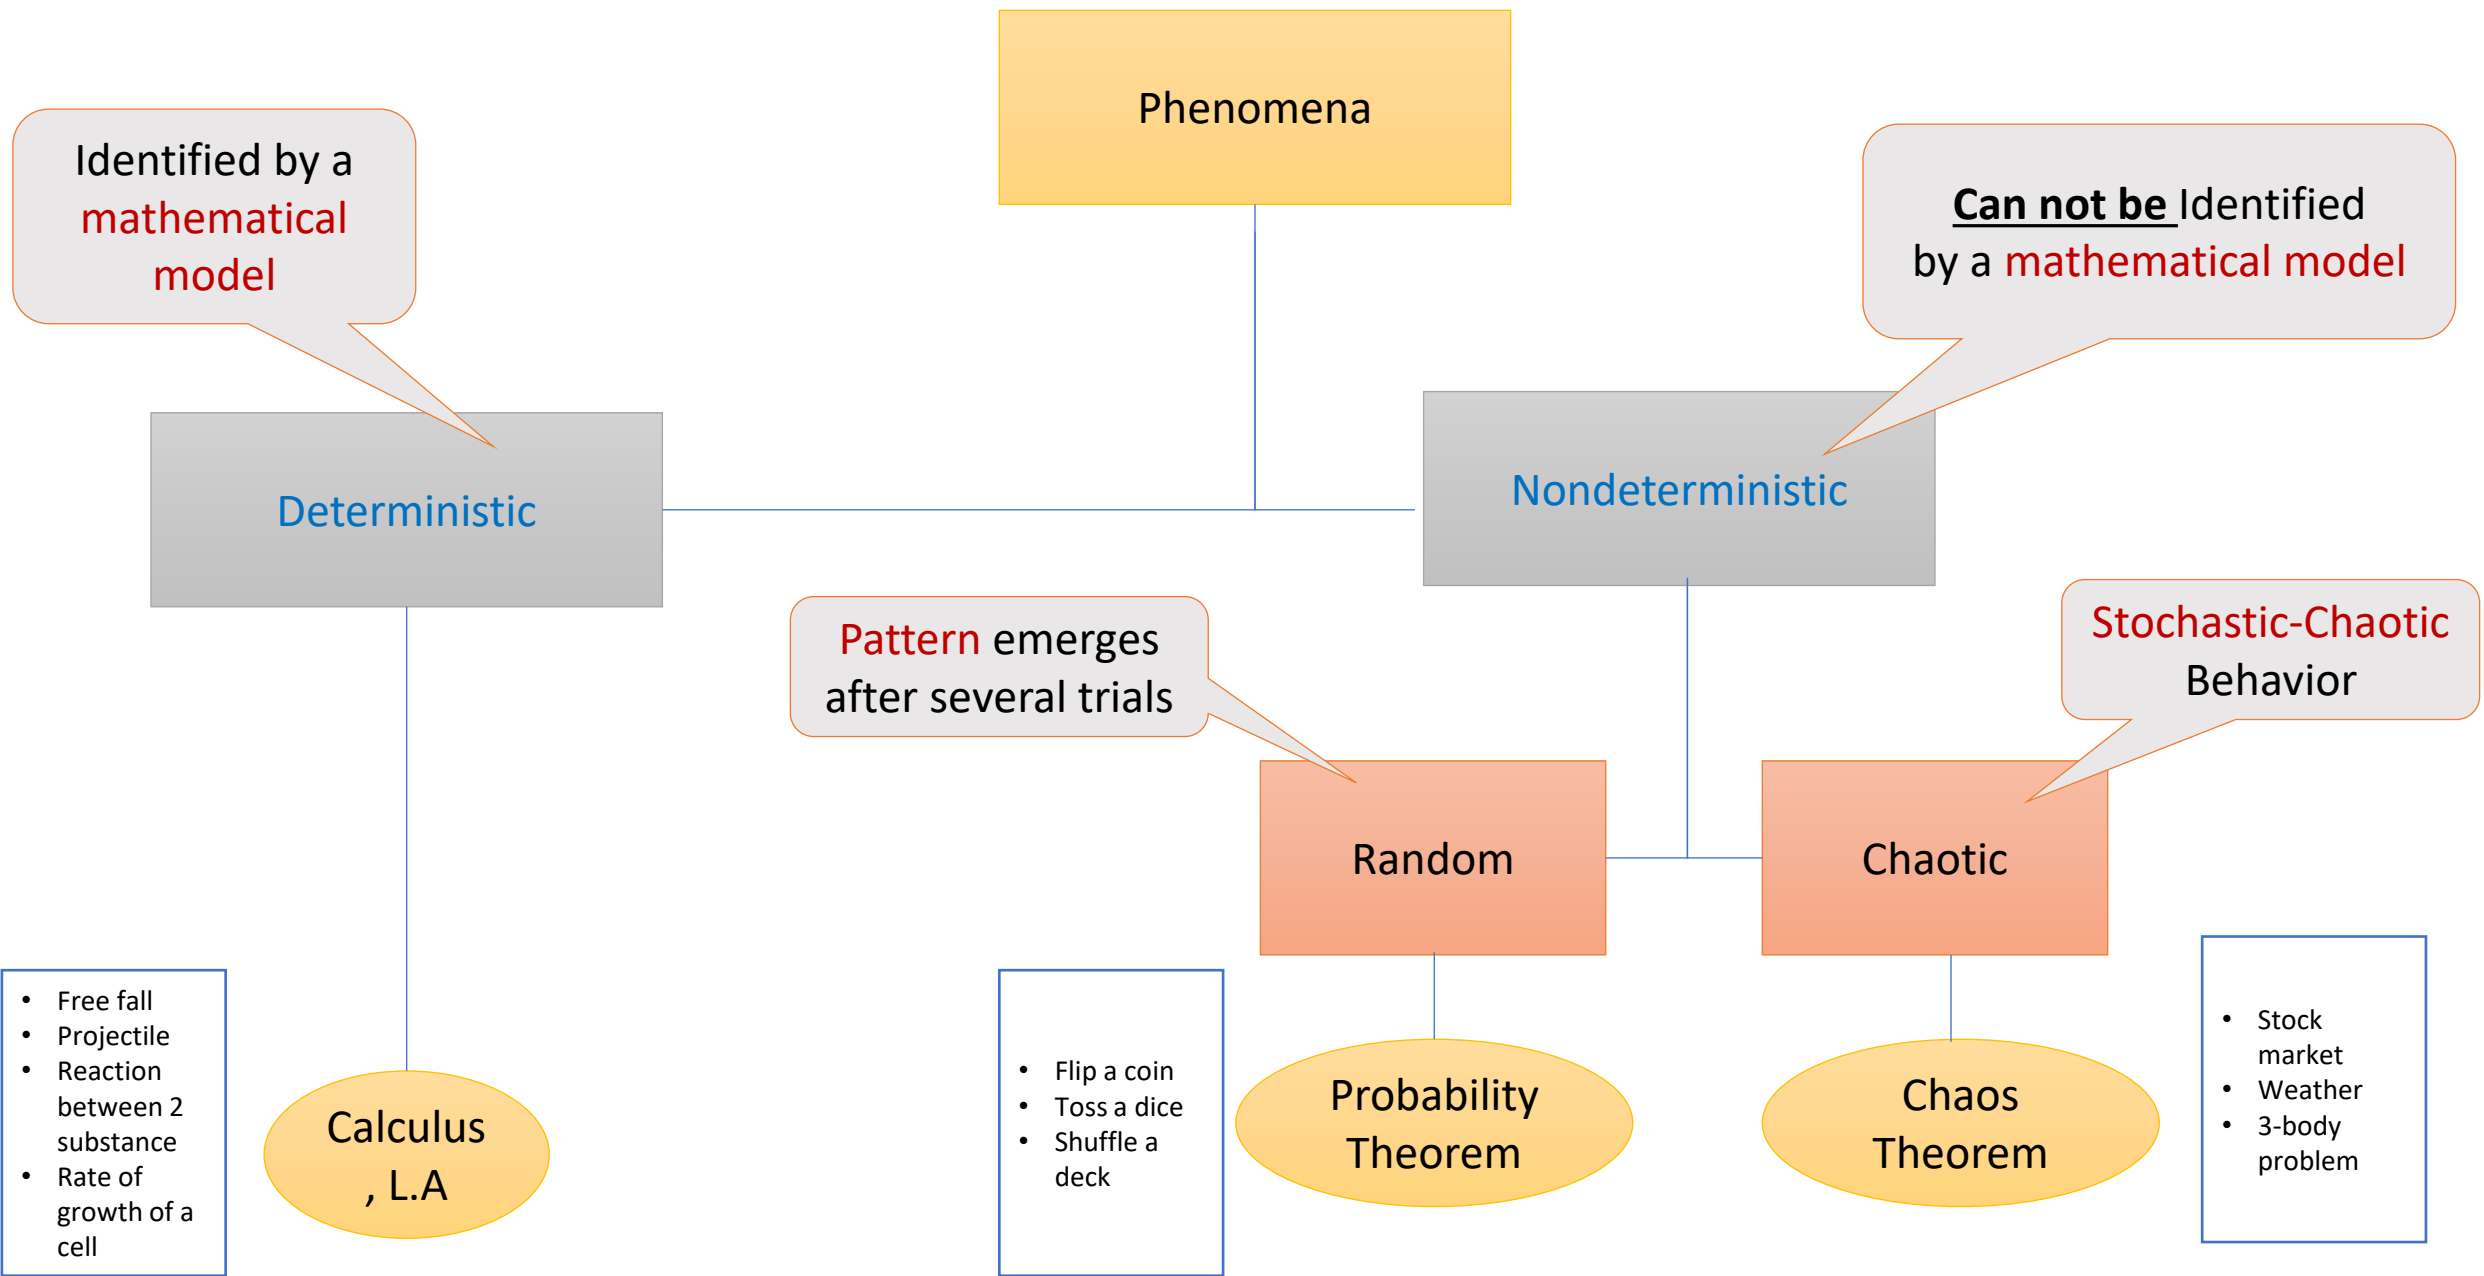 Phenomena
Identified by a
mathematical
model
Can not be Identified
by a mathematical model
Deterministic
Nondeterministic
Pattern emerges
after several trials
Stochastic-Chaotic
Behavior
Random
Chaotic
• Free fall
• Projectile
• Reaction
between 2
substance
• Rate of
growth of a
cell
Calculus
, L.A
• Flip a coin
• Toss a dice
• Shuffle a
deck
Probability
Theorem
Chaos
Theorem
• Stock
market
• Weather
• 3-body
problem